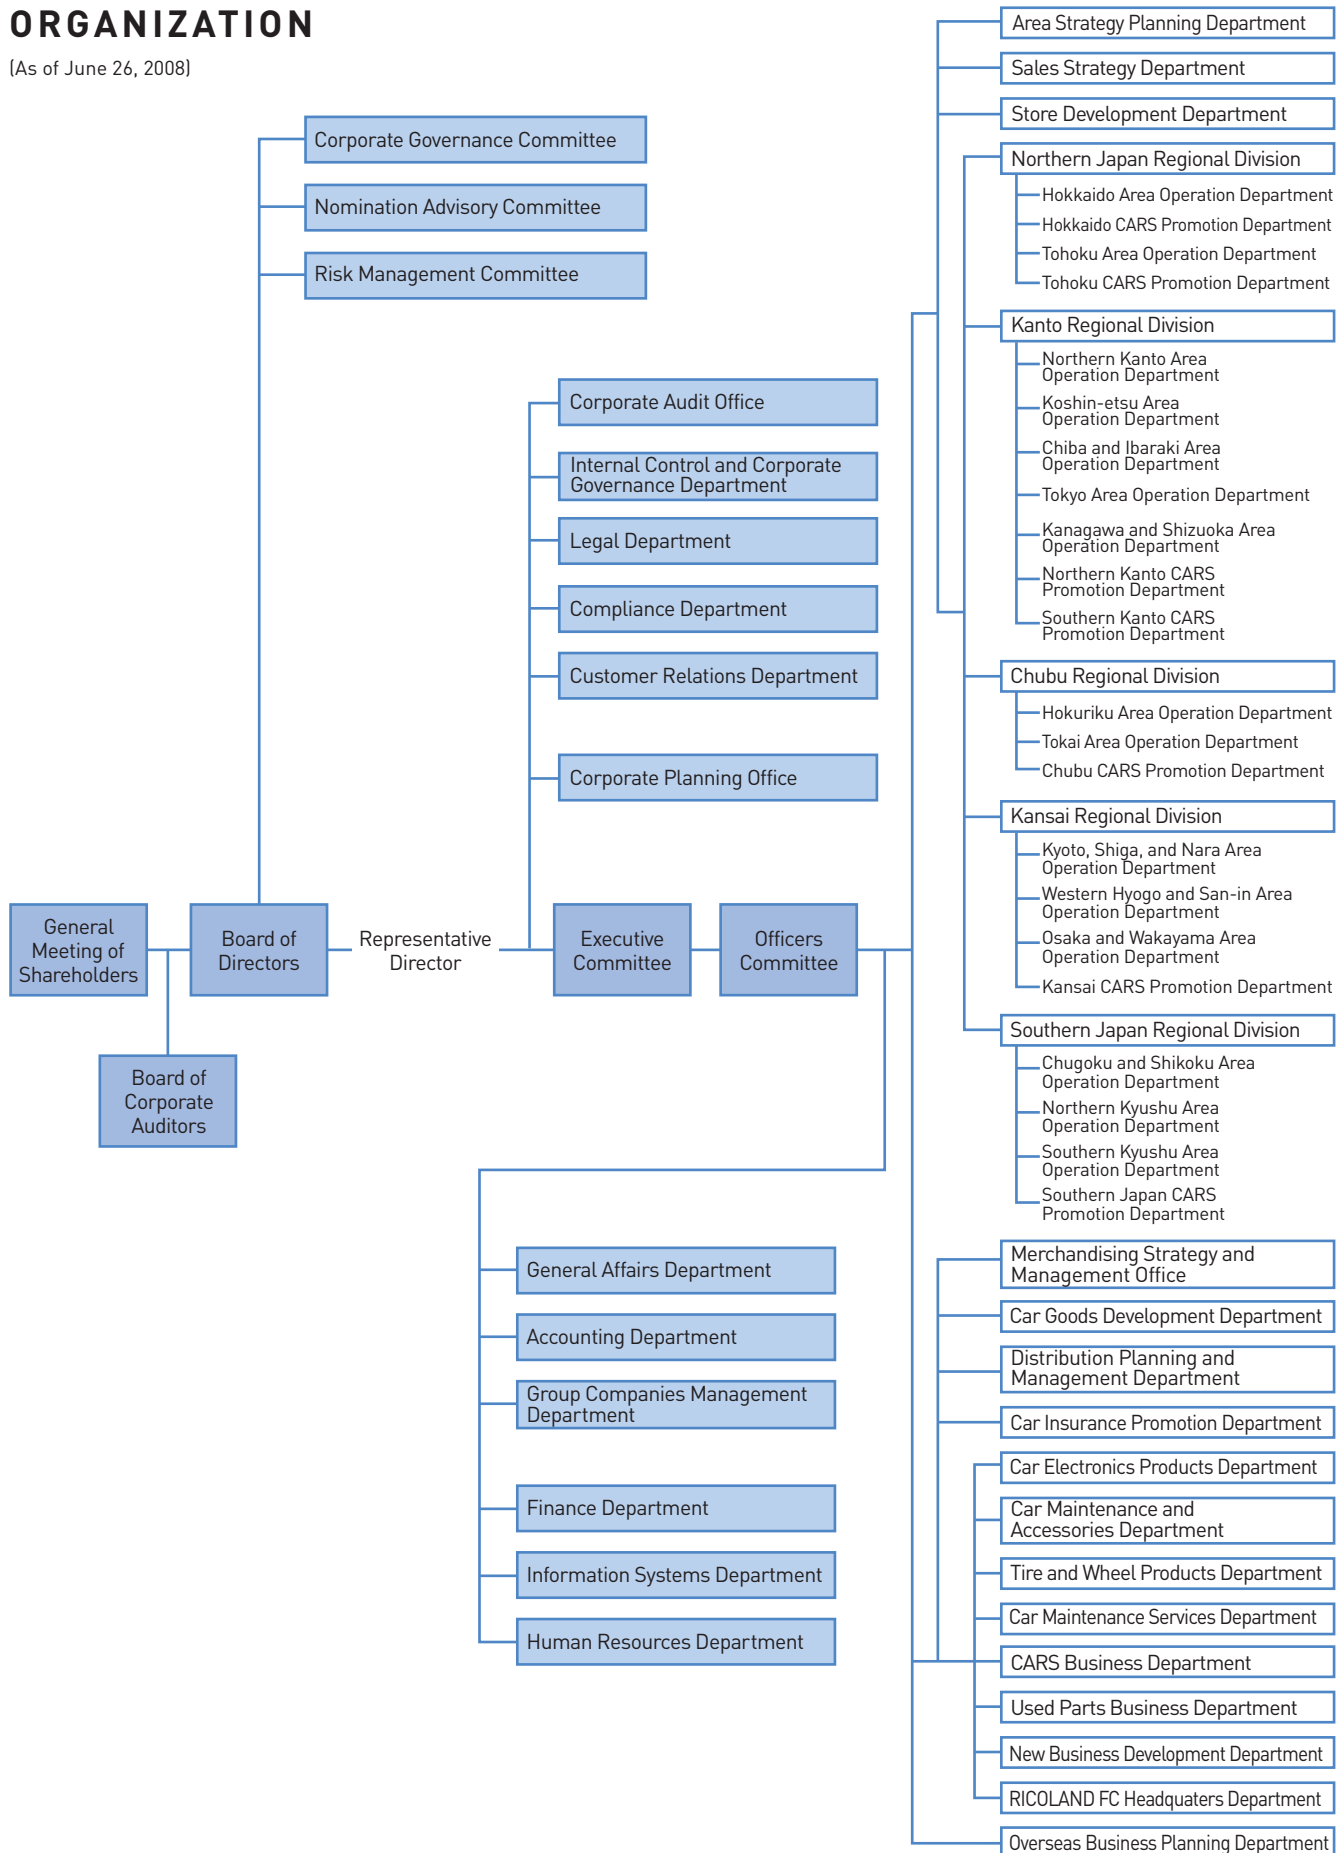 ORGANIZATION
(As of June 26, 2008)
Corporate Governance Committee
Nomination Advisory Committee
Risk Management Committee
Corporate Audit Office
Internal Control and Corporate
Governance Department
Legal Department
Compliance Department
Customer Relations Department
Corporate Planning Office
General
Meeting of
Shareholders
Board of
Directors
Representative
Director
Executive
Committee
Officers
Committee
Board of
Corporate
Auditors
General Affairs Department
Accounting Department
Group Companies Management
Department
Finance Department
Information Systems Department
Human Resources Department
Area Strategy Planning Department
Sales Strategy Department
Store Development Department
Northern Japan Regional Division
Hokkaido Area Operation Department
Hokkaido CARS Promotion Department
Tohoku Area Operation Department
Tohoku CARS Promotion Department
Kanto Regional Division
Northern Kanto Area
Operation Department
Koshin-etsu Area
Operation Department
Chiba and Ibaraki Area
Operation Department
Tokyo Area Operation Department
Kanagawa and Shizuoka Area
Operation Department
Northern Kanto CARS
Promotion Department
Southern Kanto CARS
Promotion Department
Chubu Regional Division
Hokuriku Area Operation Department
Tokai Area Operation Department
Chubu CARS Promotion Department
Kansai Regional Division
Kyoto, Shiga, and Nara Area
Operation Department
Western Hyogo and San-in Area
Operation Department
Osaka and Wakayama Area
Operation Department
Kansai CARS Promotion Department
Southern Japan Regional Division
Chugoku and Shikoku Area
Operation Department
Northern Kyushu Area
Operation Department
Southern Kyushu Area
Operation Department
Southern Japan CARS
Promotion Department
Merchandising Strategy and
Management Office
Car Goods Development Department
Distribution Planning and
Management Department
Car Insurance Promotion Department
Car Electronics Products Department
Car Maintenance and
Accessories Department
Tire and Wheel Products Department
Car Maintenance Services Department
CARS Business Department
Used Parts Business Department
New Business Development Department
RICOLAND FC Headquaters Department
Overseas Business Planning Department